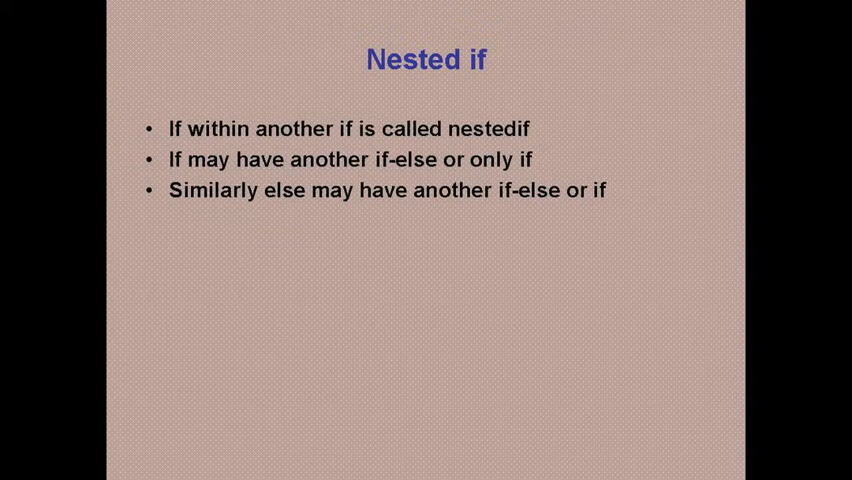 Nested if
• If within another if is called nestedif
• If may have another if-else or only if
• Similarly else may have another if-else or if